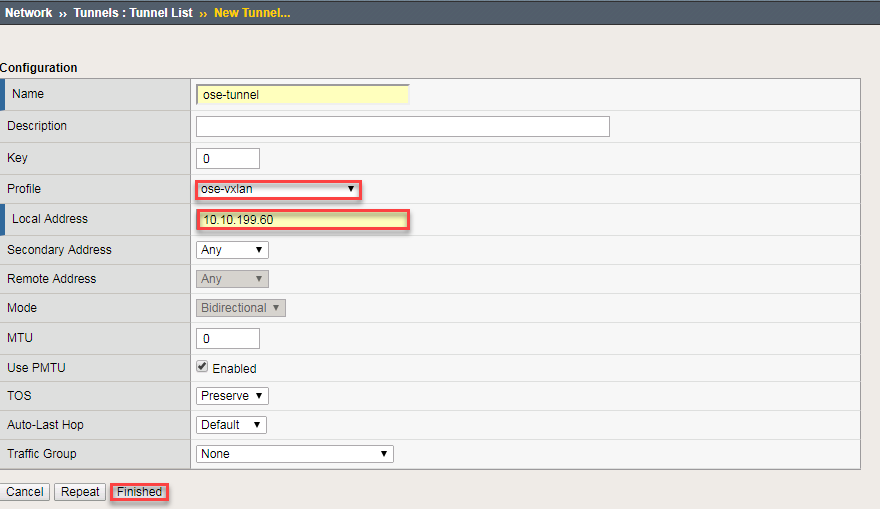 Network ›› Tunnels : Tunnel List ›› New Tunnel...
Configuration
Name ose-tunnel
Description
Key 0
Profile ose-vxlan
Local Address 10.10.199.60
Secondary Address Any
Remote Address Any
Mode Bidirectional
MTU 0
Use PMTU Enabled
TOS Preserve
Auto-Last Hop Default
Traffic Group None
Cancel Repeat Finished